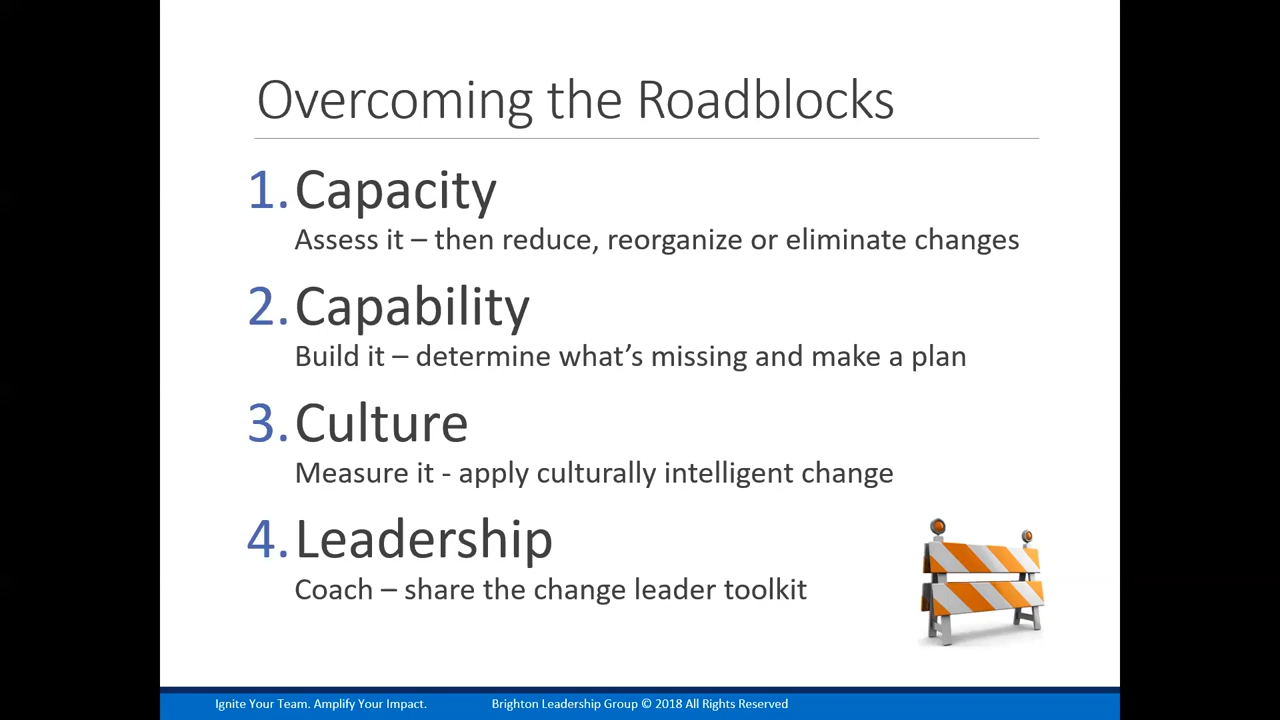 Overcoming the Roadblocks
1. Capacity
Assess it – then reduce, reorganize or eliminate changes
2. Capability
Build it – determine what’s missing and make a plan
3. Culture
Measure it - apply culturally intelligent change
4. Leadership
Coach – share the change leader toolkit
Ignite Your Team. Amplify Your Impact. Brighton Leadership Group © 2018 All Rights Reserved